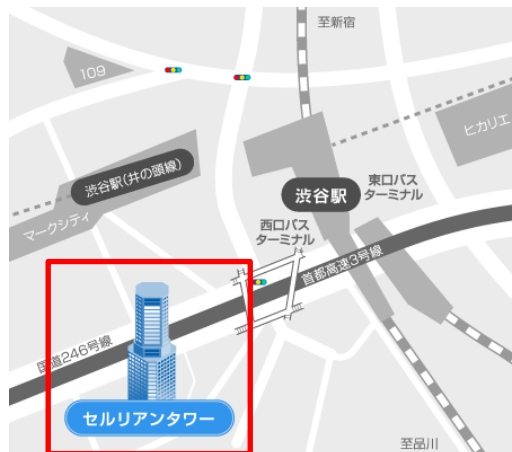 至新宿
109
ヒカリエ
渋谷駅(井の頭線)
渋谷駅
東口バス
ターミナル
マークシティ
西口バス
ターミナル
首都高速3号線
国道246号線
セルリアンタワー
至品川